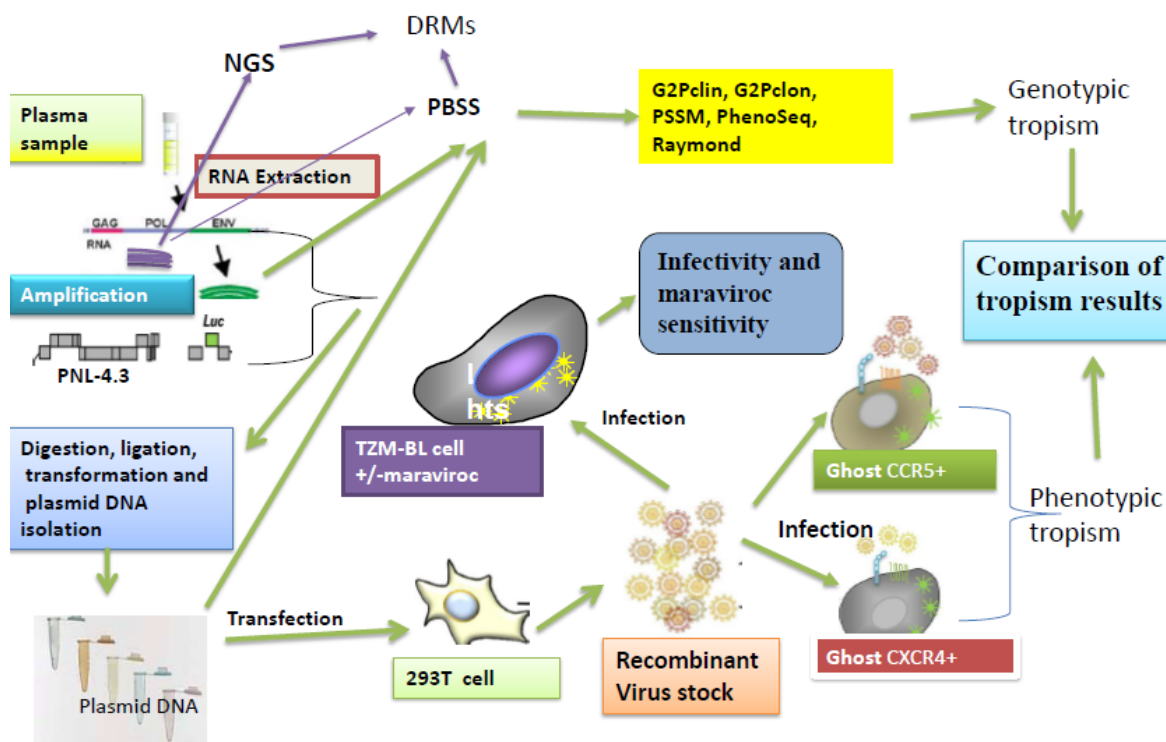 DRMs
NGS
PBSS
Plasma
sample
G2Pclin, G2Pclon,
PSSM, PhenoSeq,
Raymond
Genotypic
tropism
RNA Extraction
GAG POL ENV
RNA
Amplification
Luc
PNL-4.3
Infectivity and
maraviroc
sensitivity
Comparison of
tropism results
hts
TZM-BL cell
+/-maraviroc
Infection
Ghost CCR5+
Digestion, ligation,
transformation and
plasmid DNA
isolation
Infection
Phenotypic
tropism
Transfection
Ghost CXCR4+
293T cell
Recombinant
Virus stock
Plasmid DNA